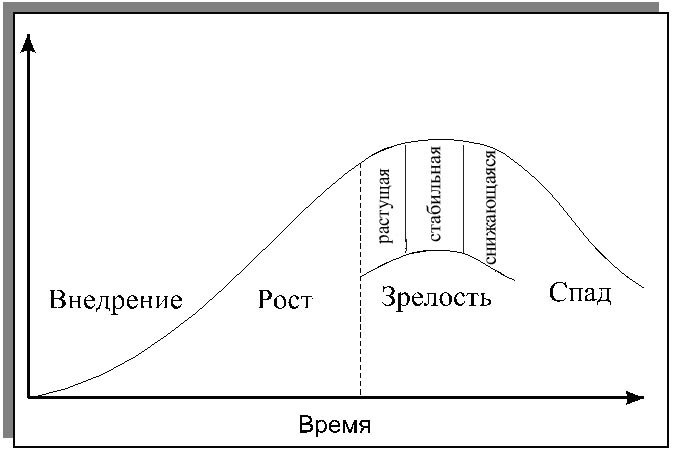 растущая
стабильная
снижающаяся
Внедрение
Рост
Зрелость
Спад
Время